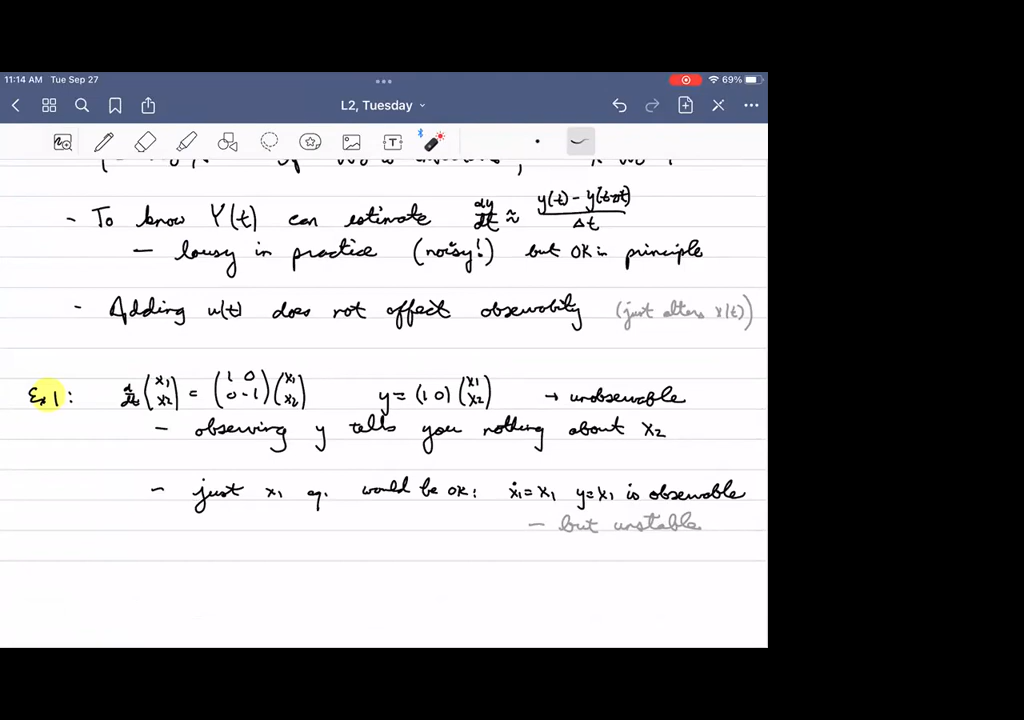 11:14 AM Tue Sep 27
69%
L2, Tuesday
- To know Y(t) can estimate dy/dt ≈ (y(t) - y(t-Δt))/Δt
- lousy in practice (noisy!) but OK in principle
- Adding u(t) does not affect observability (just alters x(t))
Ex 1: d/dt (x1 x2) = (1 0 0 -1)(x1 x2) y = (1 0)(x1 x2) → unobservable
- observing y tells you nothing about x2
- just x1 eq. would be ok: ẋ1 = x1 y = x1 is observable
- but unstable